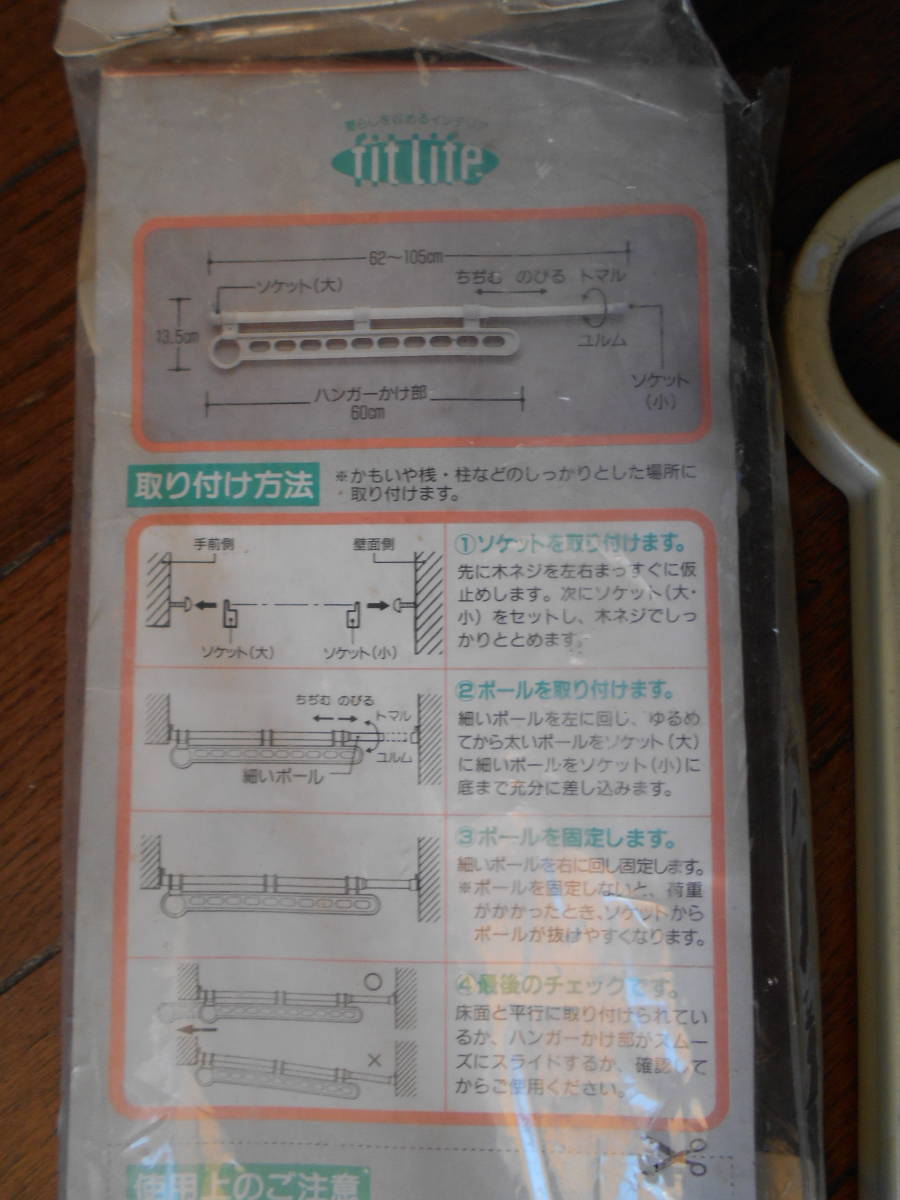 暮らしを収めるインテリア
fit life
62〜105cm
ソケット(大)
ちぢむ のびる トマル
13.5cm
ユルム
ソケット
(小)
ハンガーかけ部
60cm
取り付け方法
※かもいや桟・柱などのしっかりとした場所に
取り付けます。
手前側
壁面側
ソケット(大)
ソケット(小)
①ソケットを取り付けます。
先に木ネジを左右まっすぐに仮
止めします。次にソケット(大・
小)をセットし、木ネジでしっ
かりととめます。
ちぢむ のびる
トマル
ユルム
細いポール
②ポールを取り付けます。
細いポールを左に回し、ゆるめ
てから太いポールをソケット(大)
に細いポールをソケット(小)に
底まで充分に差し込みます。
③ポールを固定します。
細いポールを右に回し固定します。
※ポールを固定しないと、荷重
がかかったとき、ソケットから
ポールが抜けやすくなります。
○
×
④最後のチェックです。
床面と平行に取り付けられてい
るか、ハンガーかけ部がスムー
ズにスライドするか、確認して
からご使用ください。
使用上のご注意